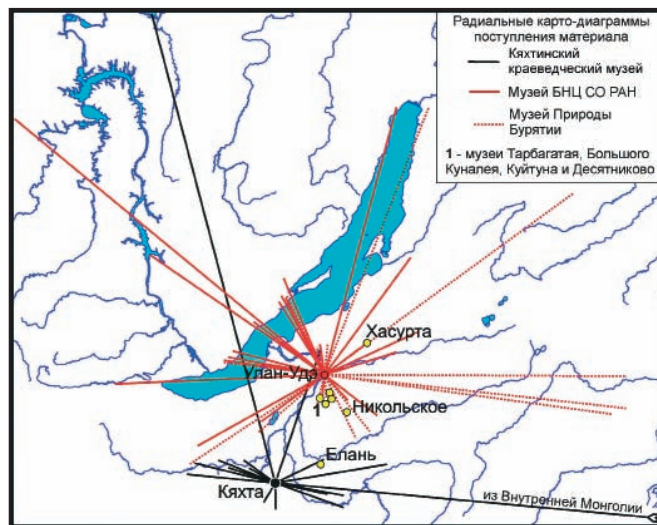 Радиальные карто-диаграммы
поступления материала
Кяхтинский
краеведческий музей
Музей БНЦ СО РАН
Музей Природы
Бурятии
1 - музеи Тарбагатая, Большого
Куналея, Куйтуна и Десятниково
Хасурта
Улан-Удэ
1
Никольское
Елань
Кяхта
из Внутренней Монголии